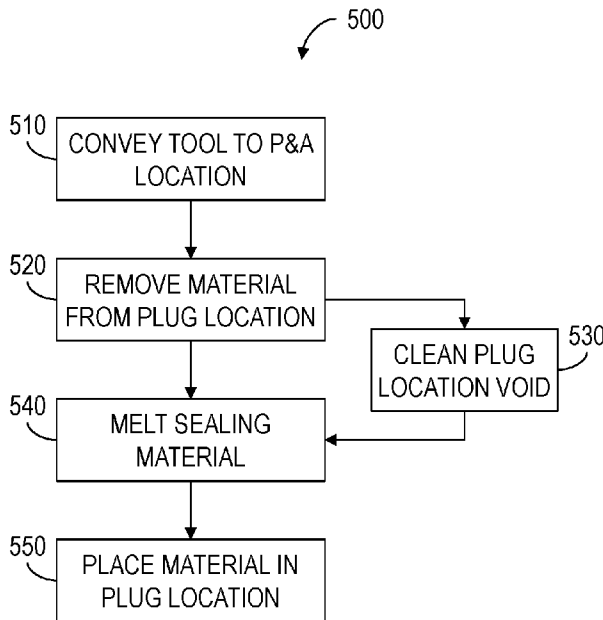 500
510
CONVEY TOOL TO P&A
LOCATION
520
REMOVE MATERIAL
FROM PLUG LOCATION
530
CLEAN PLUG
LOCATION VOID
540
MELT SEALING
MATERIAL
550
PLACE MATERIAL IN
PLUG LOCATION